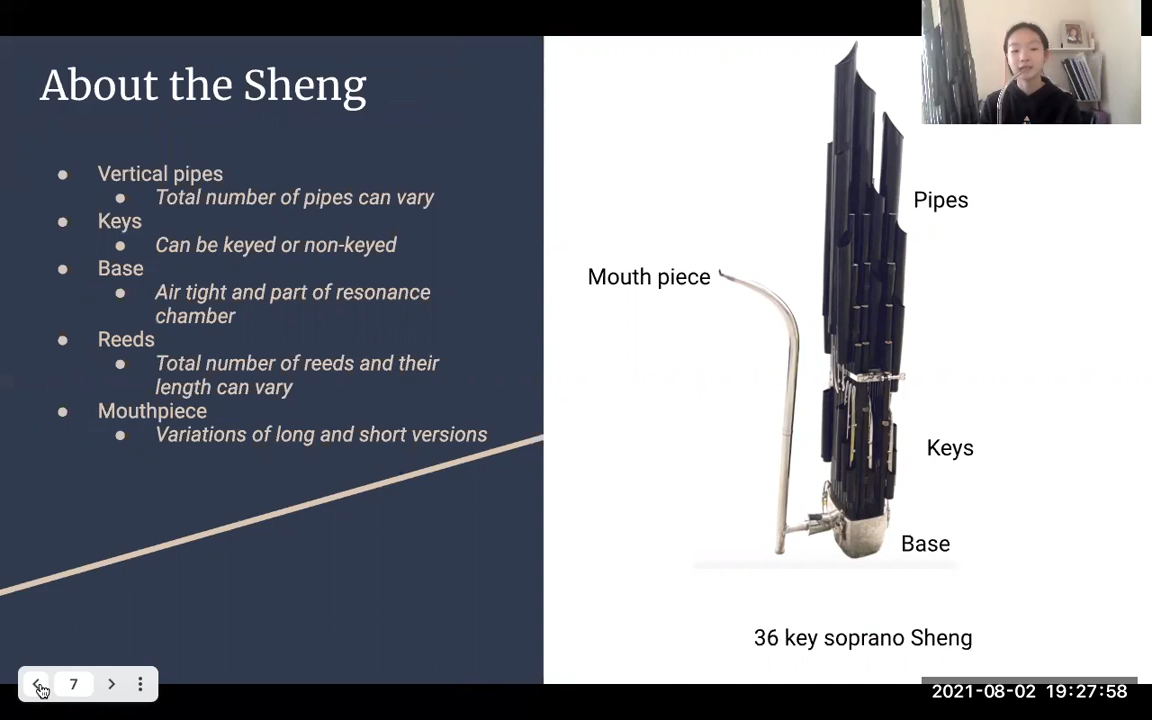 About the Sheng
Vertical pipes
Total number of pipes can vary
Keys
Can be keyed or non-keyed
Base
Air tight and part of resonance
chamber
Reeds
Total number of reeds and their
length can vary
Mouthpiece
Variations of long and short versions
Pipes
Mouth piece
Keys
Base
36 key soprano Sheng
7
2021-08-02 19:27:58